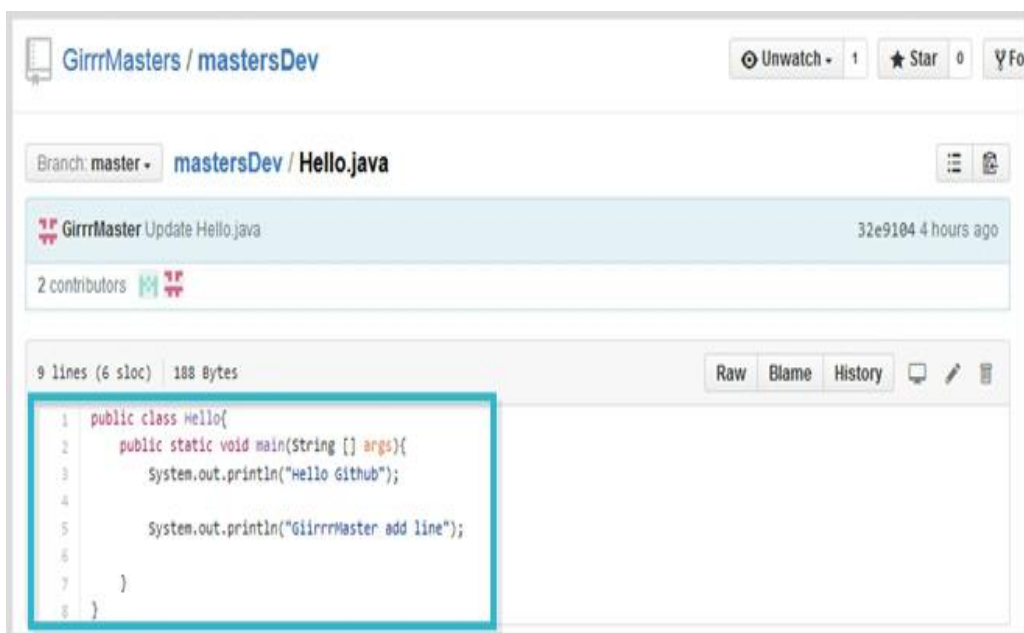 GirrrMasters / mastersDev
Unwatch 1 Star 0 Fo
Branch: master mastersDev / Hello.java
GirrrMaster Update Hello.java 32e9104 4 hours ago
2 contributors
9 lines (6 sloc) 188 Bytes Raw Blame History
1 public class Hello{
2 public static void main(String [] args){
3 System.out.println("Hello Github");
4
5 System.out.println("GiirrrMaster add line");
6
7 }
8 }